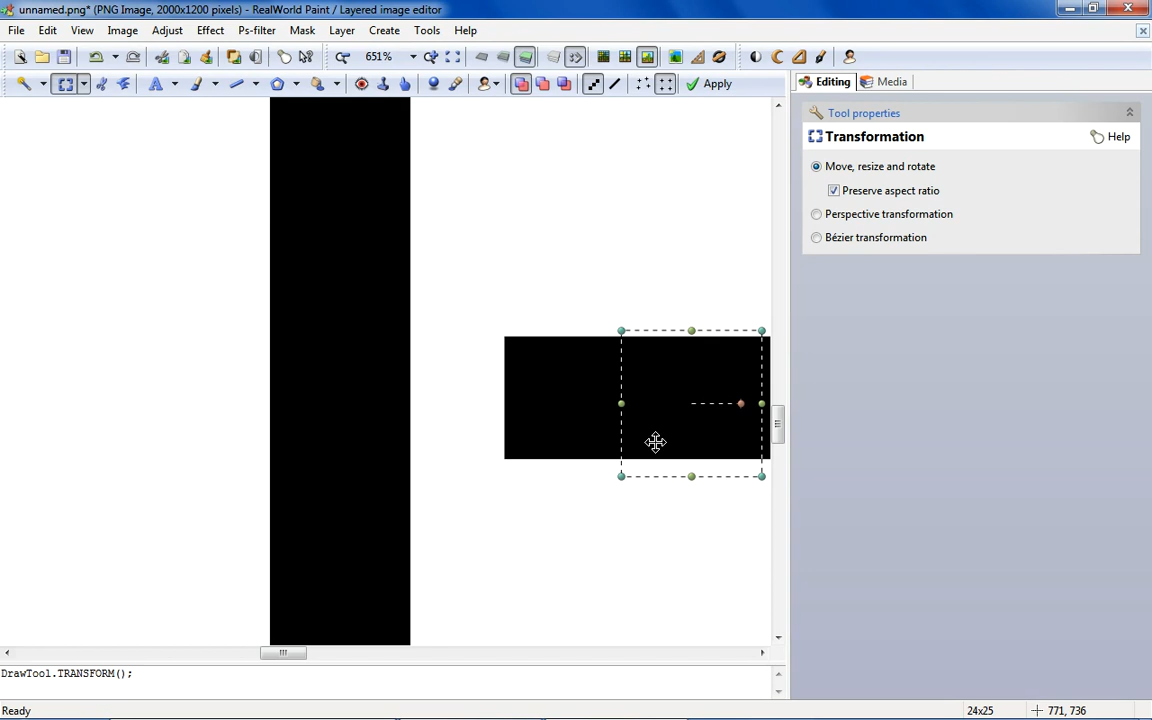 unnamed.png* (PNG Image, 2000x1200 pixels) - RealWorld Paint / Layered image editor
File Edit View Image Adjust Effect Ps-filter Mask Layer Create Tools Help
651%
Apply
Editing Media
Tool properties
Transformation Help
Move, resize and rotate
Preserve aspect ratio
Perspective transformation
Bézier transformation
DrawTool.TRANSFORM();
Ready 24x25 771, 736